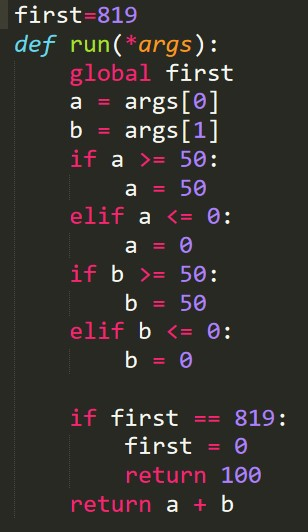 first=819
def run(*args):
    global first
    a = args[0]
    b = args[1]
    if a >= 50:
        a = 50
    elif a <= 0:
        a = 0
    if b >= 50:
        b = 50
    elif b <= 0:
        b = 0

    if first == 819:
        first = 0
        return 100
    return a + b